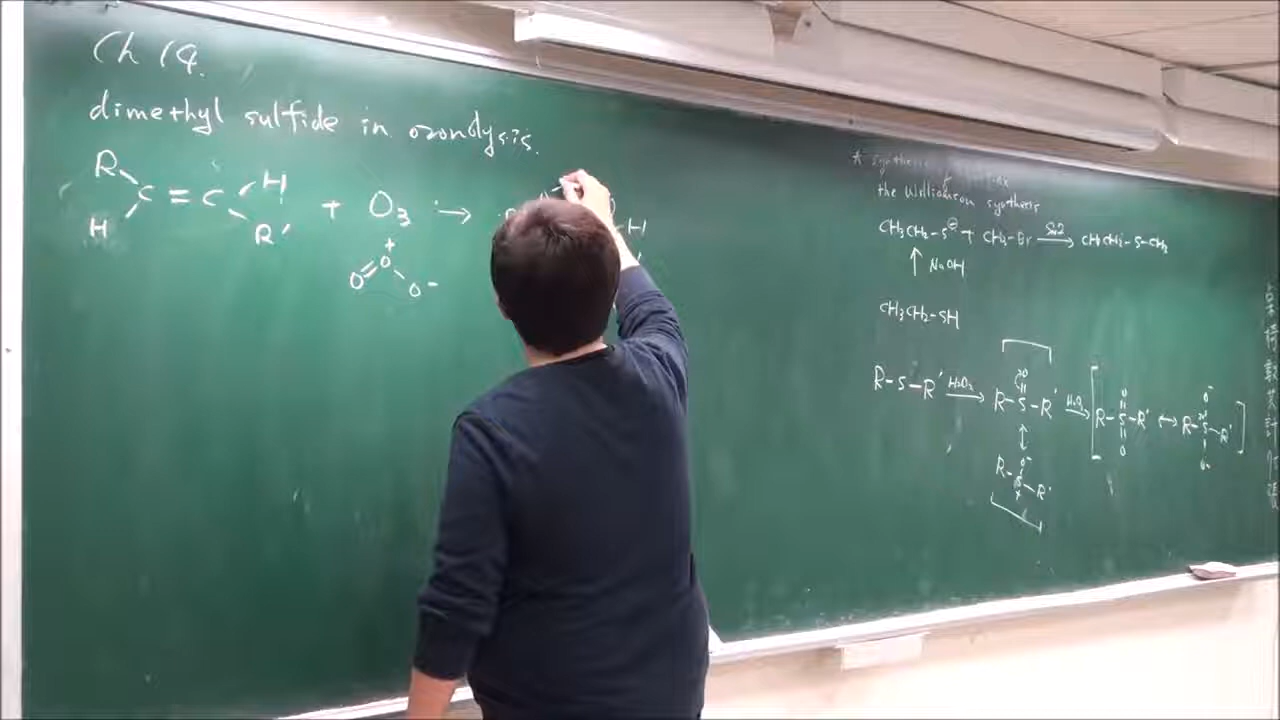 Ch 19.
dimethyl sulfide in ozonolysis.
R H
C = C + O3 →
H R' H
+
O
O O -
the Williamson synthesis
CH3CH2-S⊖ + CH3-Br SN2 → CH3CH2-S-CH3
↑ NaOH
CH3CH2-SH
R-S-R' H2O2 → R-S-R' H2O2 → [R-S-R' ↔ R-S-R']
O
O
O
O-
O-
↕
O-
R-S-R'
+